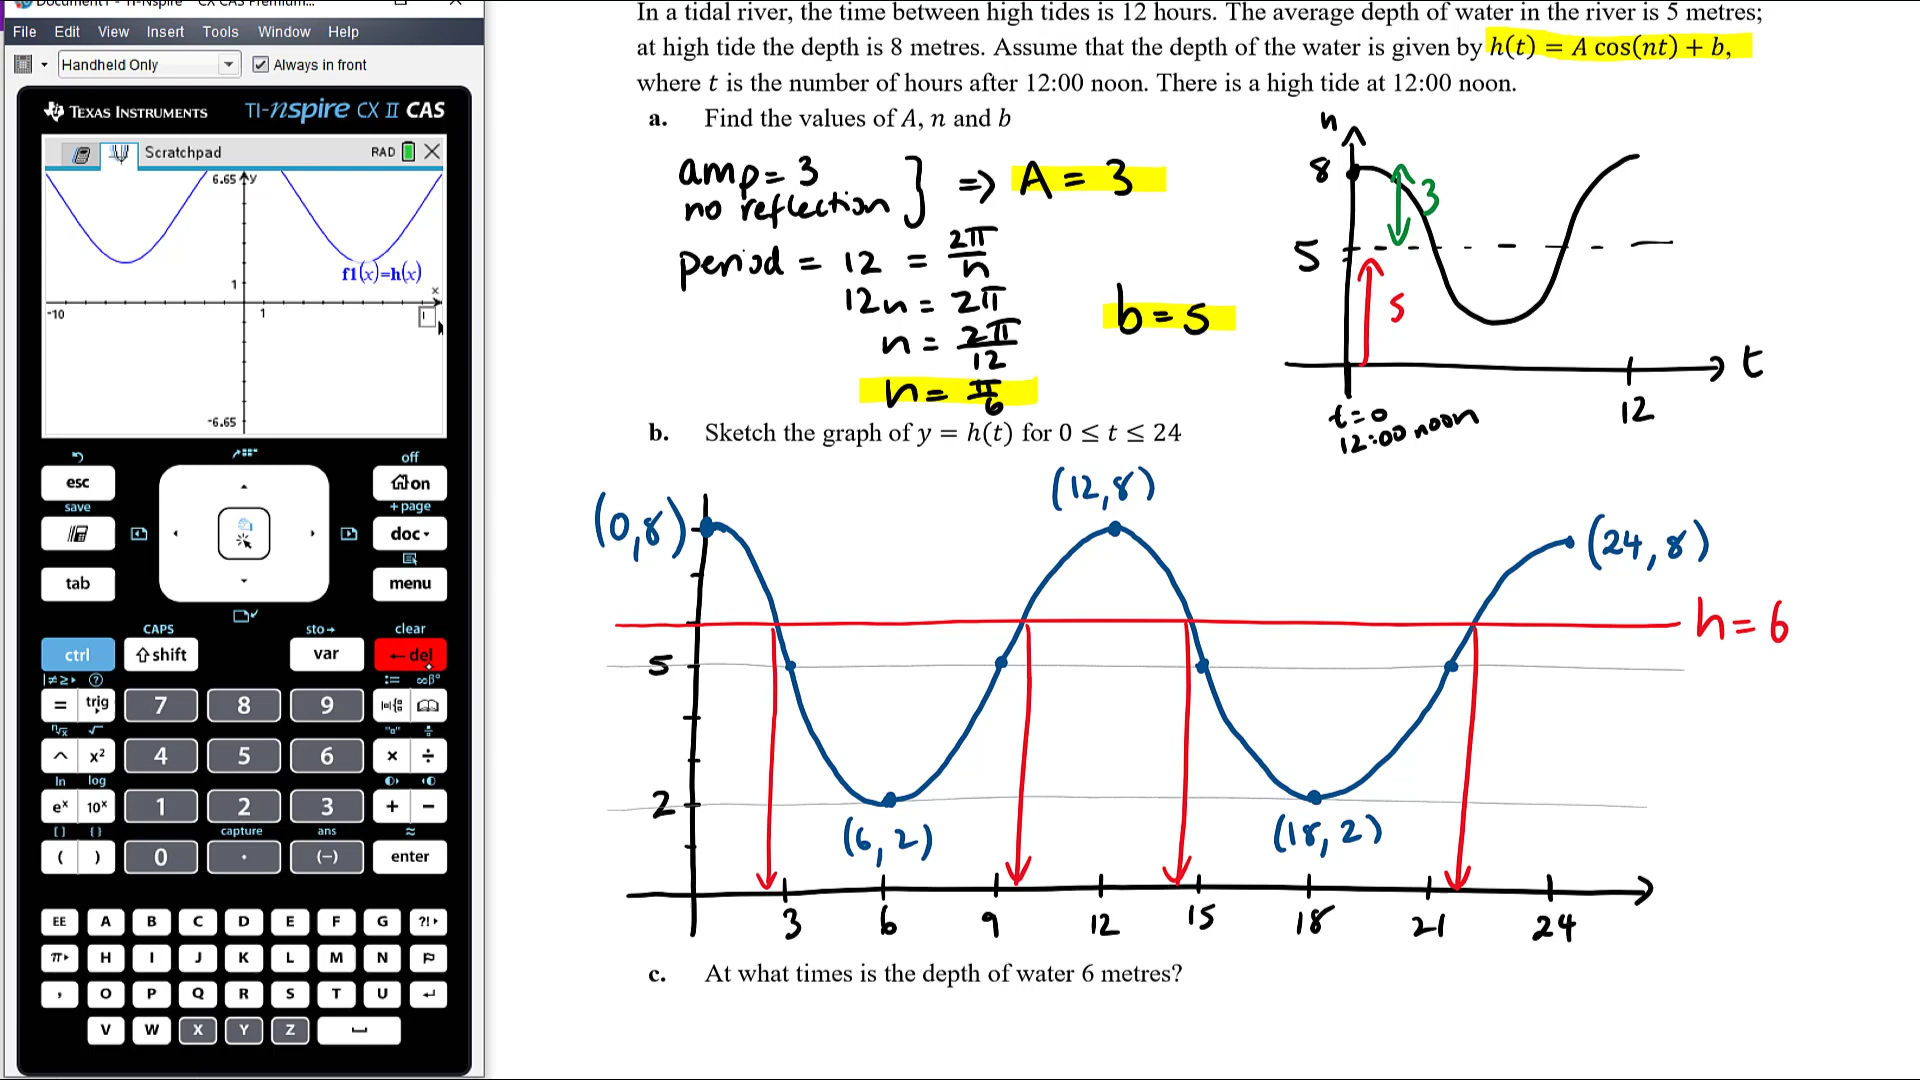 File Edit View Insert Tools Window Help
Handheld Only
Always in front
TEXAS INSTRUMENTS TI-nspire CX II CAS
Scratchpad RAD
6.65 y
f1(x)=h(x)
1
x
-10
1
-6.65
off
esc
on
save
+ page
doc
tab
menu
CAPS
sto→
clear
ctrl
shift
var
del
= trig 7 8 9
^ x² 4 5 6 × ÷
ln log
eˣ 10ˣ 1 2 3 + −
[ ] { } capture ans ≈
( ) 0 . (−) enter
EE A B C D E F G ?!
π H I J K L M N
, O P Q R S T U
V W X Y Z
In a tidal river, the time between high tides is 12 hours. The average depth of water in the river is 5 metres;
at high tide the depth is 8 metres. Assume that the depth of the water is given by h(t) = A cos(nt) + b,
where t is the number of hours after 12:00 noon. There is a high tide at 12:00 noon.
a. Find the values of A, n and b
amp = 3
no reflection } => A = 3
period = 12 = 2π/n
12n = 2π
n = 2π/12
n = π/6
b = 5
h
8
3
5
5
t
t=0
12:00 noon
12
b. Sketch the graph of y = h(t) for 0 ≤ t ≤ 24
(0,8)
(12,8)
(24,8)
h = 6
5
2
(6,2)
(18,2)
3 6 9 12 15 18 21 24
c. At what times is the depth of water 6 metres?